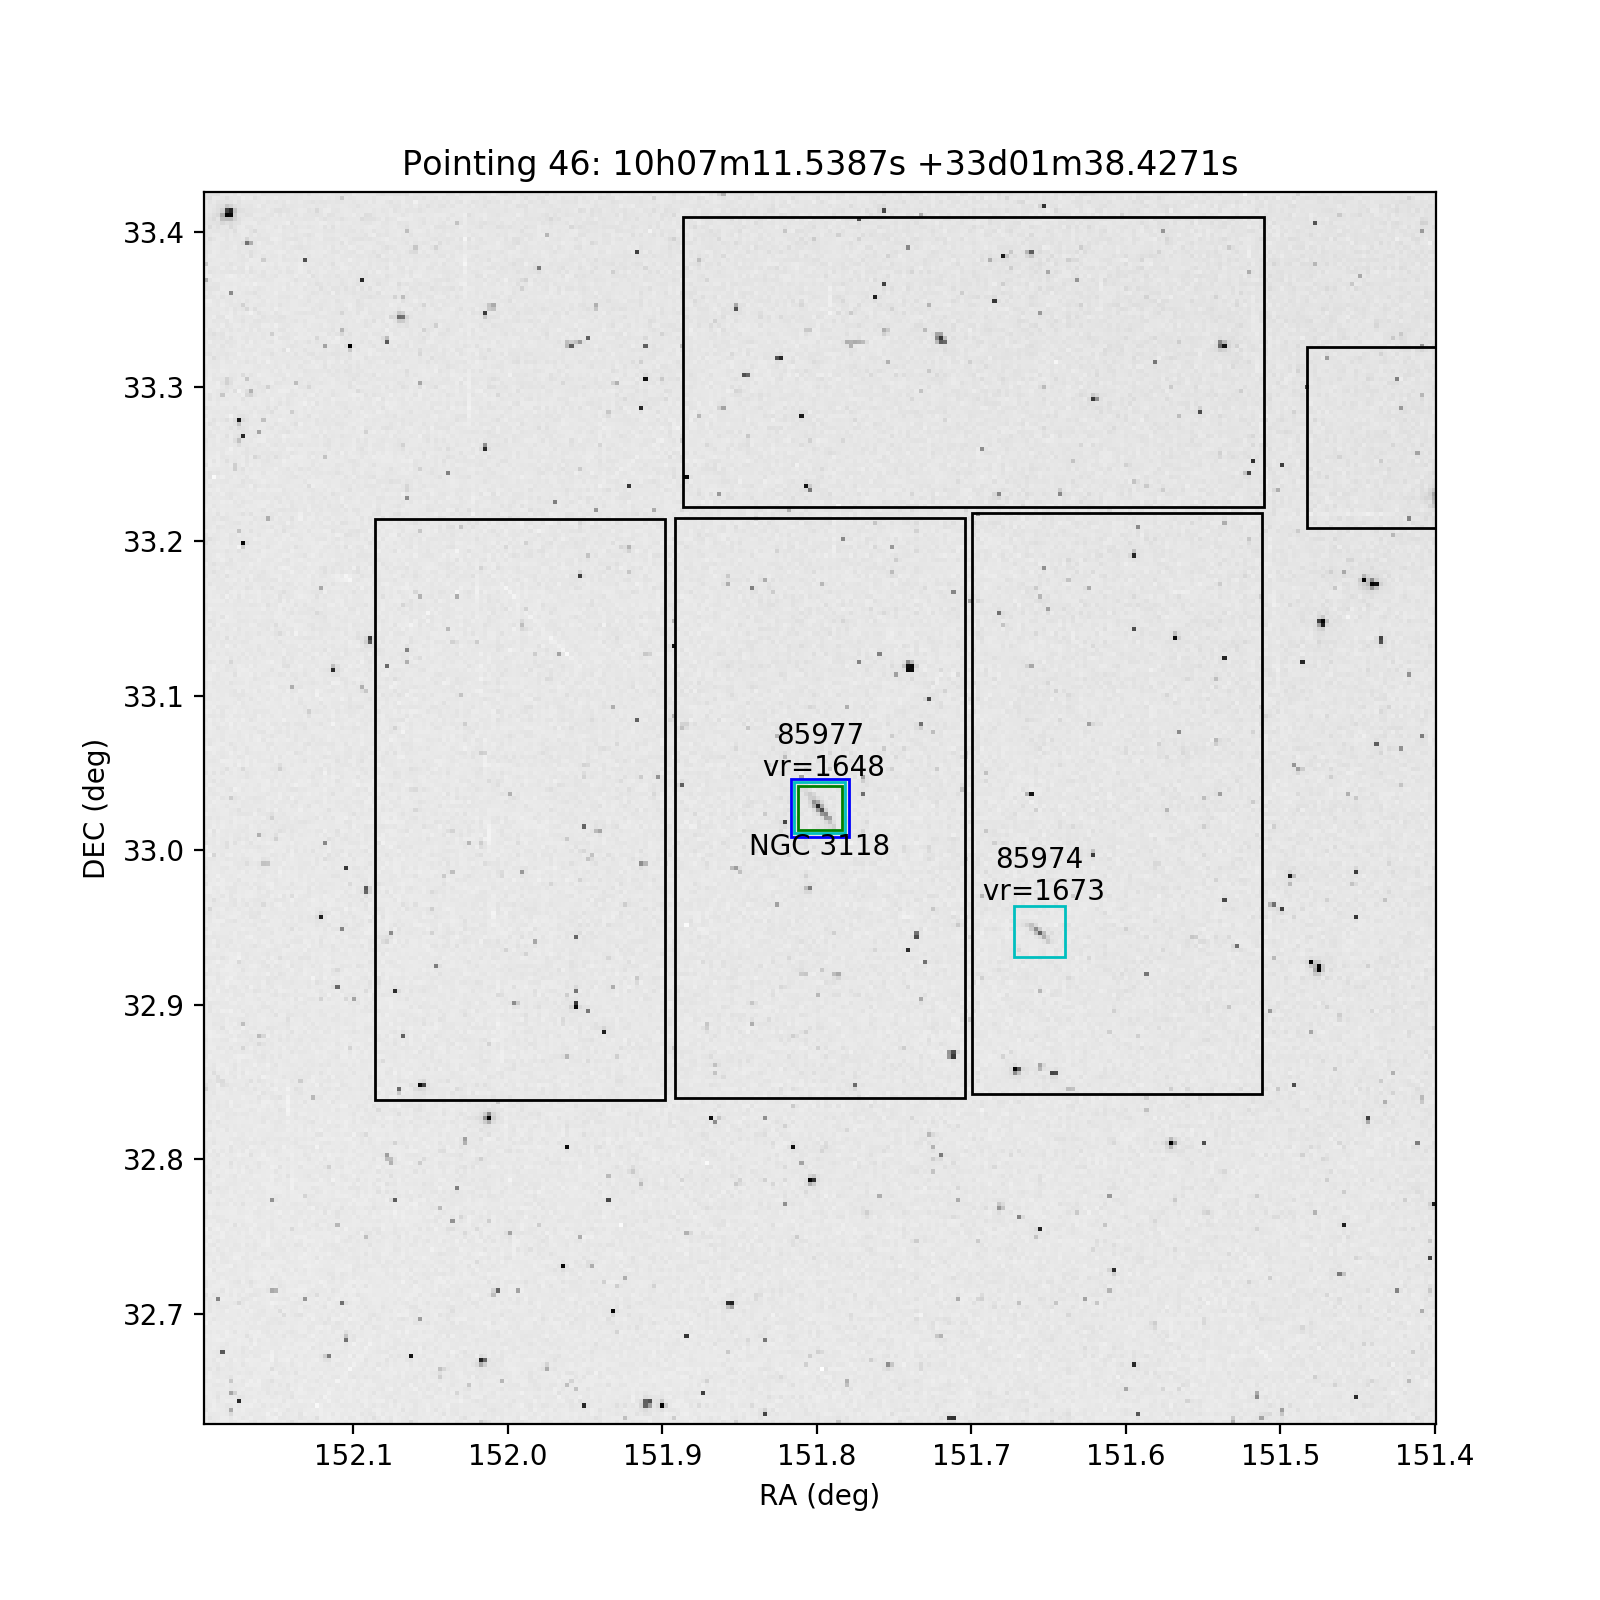 Pointing 46: 10h07m11.5387s +33d01m38.4271s
33.4
33.3
33.2
33.1
33.0
32.9
32.8
32.7
DEC (deg)
85977
vr=1648
NGC 3118
85974
vr=1673
152.1 152.0 151.9 151.8 151.7 151.6 151.5 151.4
RA (deg)